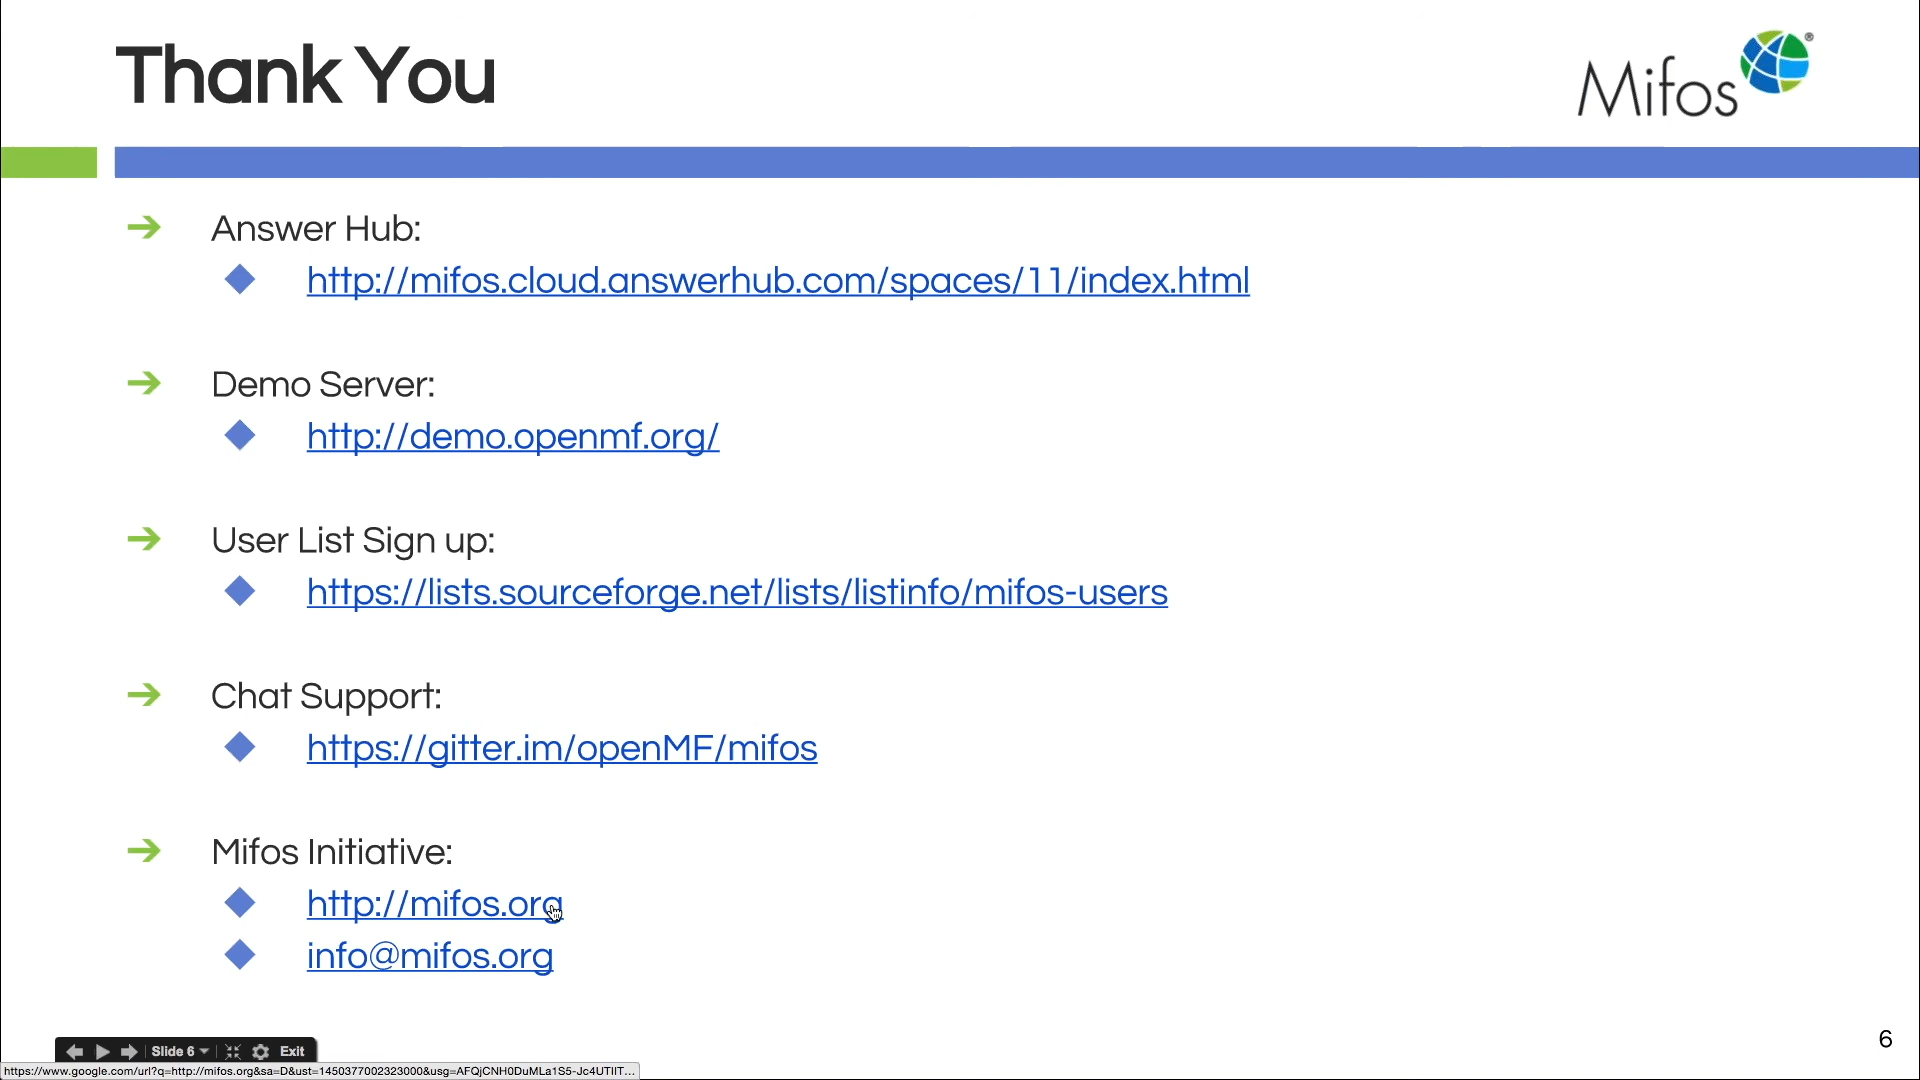 Thank You
Mifos®
Answer Hub:
http://mifos.cloud.answerhub.com/spaces/11/index.html
Demo Server:
http://demo.openmf.org/
User List Sign up:
https://lists.sourceforge.net/lists/listinfo/mifos-users
Chat Support:
https://gitter.im/openMF/mifos
Mifos Initiative:
http://mifos.org
info@mifos.org
6
Slide 6 Exit
https://www.google.com/url?q=http://mifos.org&sa=D&ust=1450377002323000&usg=AFQjCNH0DuMLa1S5-Jc4UTIIT...